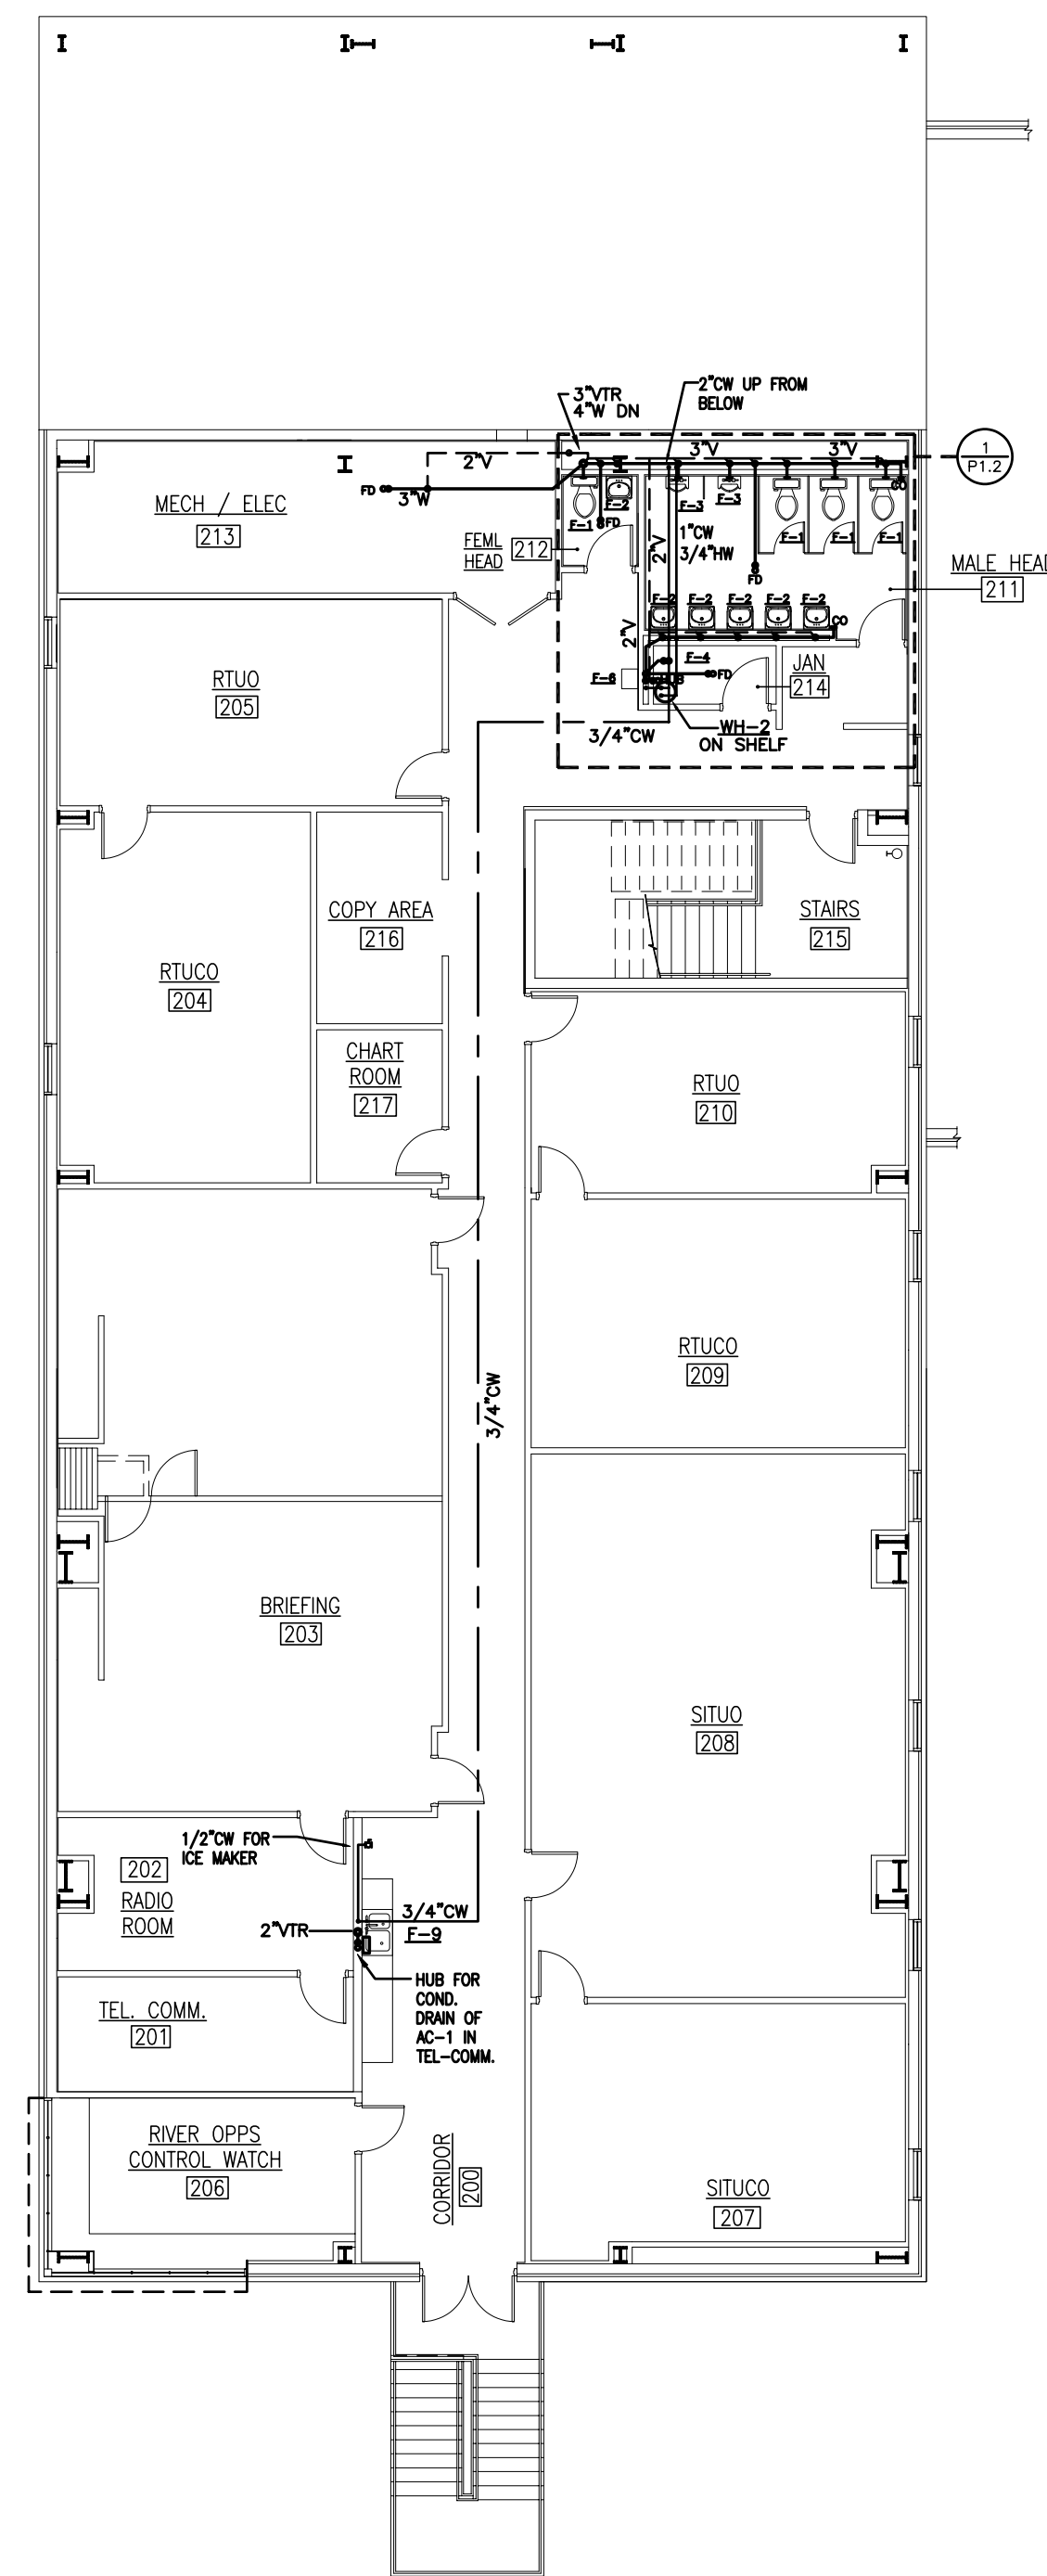 3"VTR
4"W DN
2"CW UP FROM
BELOW
2"V
3"V
3"V
1
P1.2
FD
3"W
CO
MECH / ELEC
213
FEML
HEAD
212
F-1
F-2
FD
F-3
F-3
1"CW
3/4"HW
2"V
F-1
F-1
F-1
FD
MALE HEAD
211
F-2
F-2
F-2
F-2
F-2
CO
2"V
F-4
JAN
214
F-6
HUB
FD
WH-2
ON SHELF
3/4"CW
RTUO
205
COPY AREA
216
STAIRS
215
RTUCO
204
CHART
ROOM
217
RTUO
210
RTUCO
209
3/4"CW
BRIEFING
203
SITUO
208
1/2"CW FOR
ICE MAKER
202
RADIO
ROOM
3/4"CW
F-9
2"VTR
HUB FOR
COND.
DRAIN OF
AC-1 IN
TEL-COMM.
TEL. COMM.
201
RIVER OPPS
CONTROL WATCH
206
CORRIDOR
200
SITUCO
207